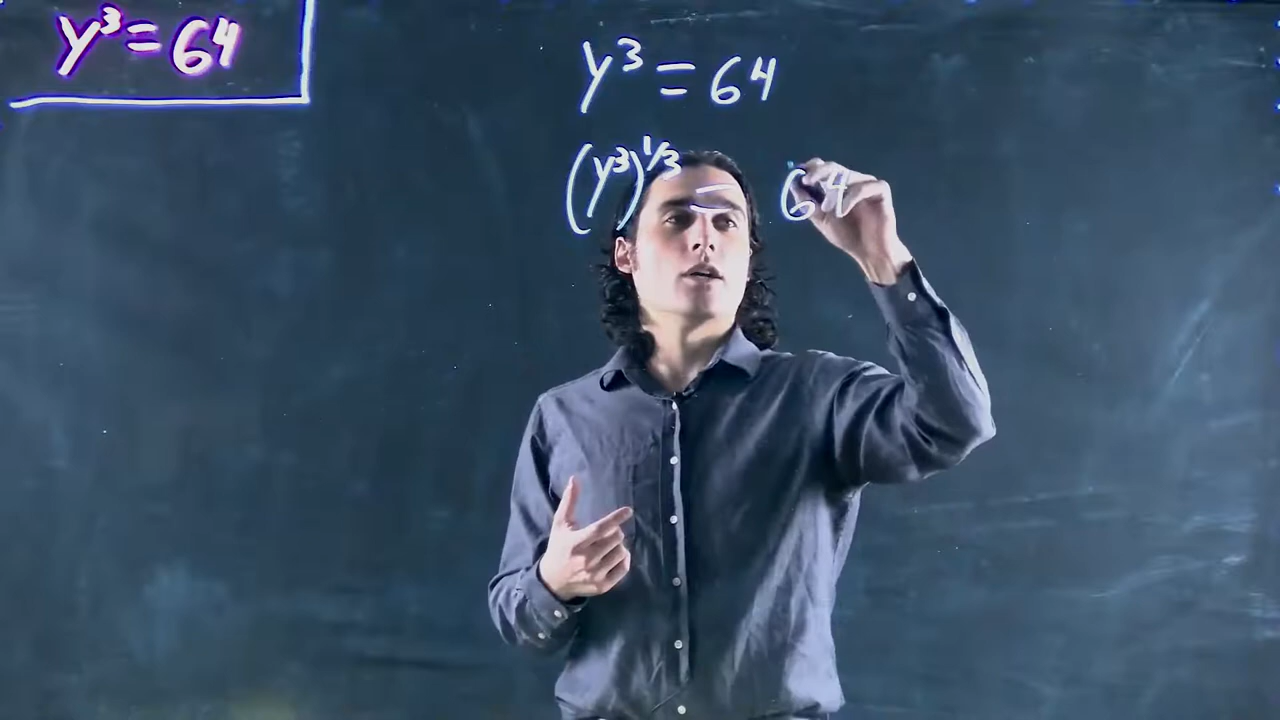 y³=64
y³ = 64
(y³)^1/3 = 64